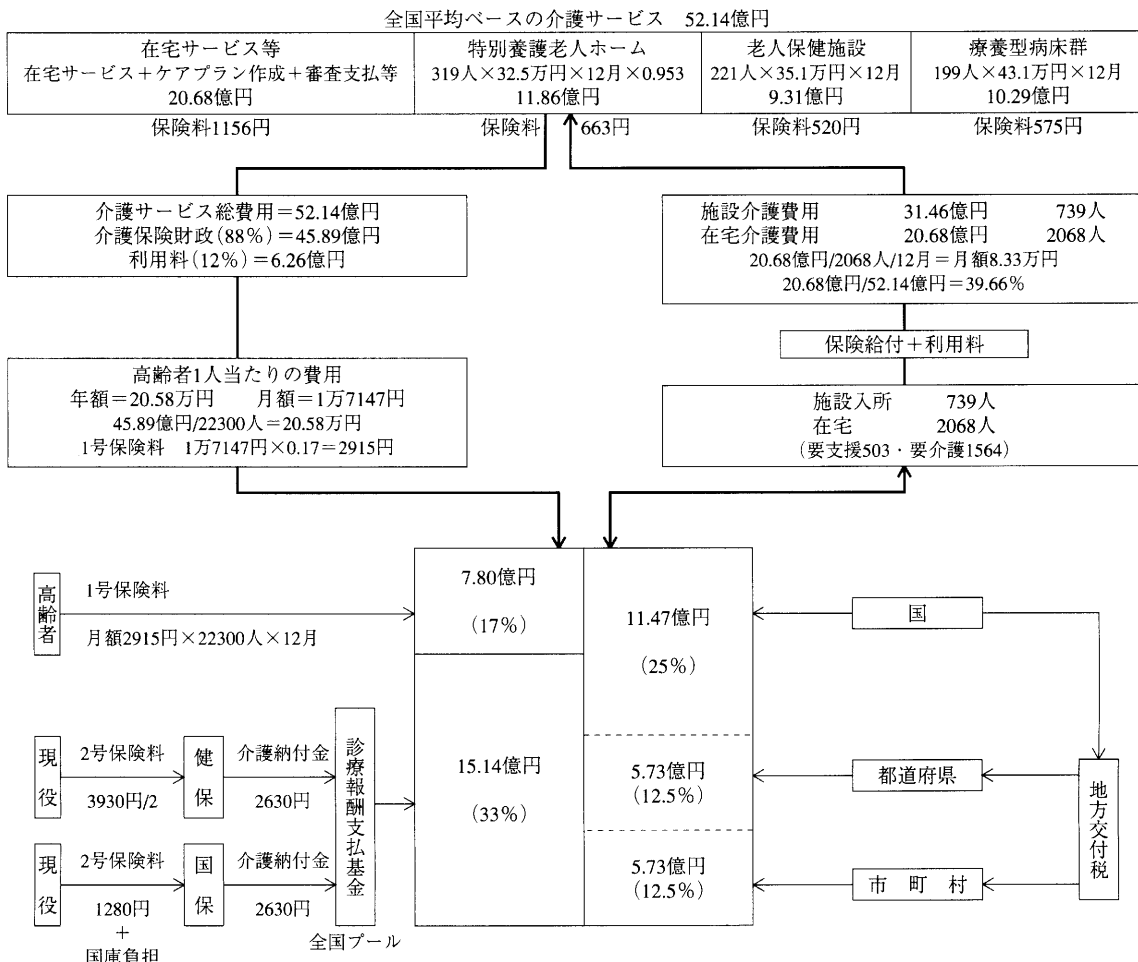 全国平均ベースの介護サービス　52.14億円
在宅サービス等
在宅サービス＋ケアプラン作成＋審査支払等
20.68億円
特別養護老人ホーム
319人×32.5万円×12月×0.953
11.86億円
老人保健施設
221人×35.1万円×12月
9.31億円
療養型病床群
199人×43.1万円×12月
10.29億円
保険料1156円
保険料　663円
保険料520円
保険料575円
介護サービス総費用＝52.14億円
介護保険財政(88%)＝45.89億円
利用料(12%)＝6.26億円
施設介護費用　31.46億円　739人
在宅介護費用　20.68億円　2068人
20.68億円/2068人/12月＝月額8.33万円
20.68億円/52.14億円＝39.66%
保険給付＋利用料
高齢者1人当たりの費用
年額＝20.58万円　月額＝1万7147円
45.89億円/22300人＝20.58万円
1号保険料　1万7147円×0.17＝2915円
施設入所　739人
在宅　2068人
(要支援503・要介護1564)
高齢者
1号保険料
月額2915円×22300人×12月
7.80億円
(17%)
11.47億円
(25%)
国
現役
2号保険料
3930円/2
健保
介護納付金
2630円
診療報酬支払基金
15.14億円
(33%)
5.73億円
(12.5%)
都道府県
地方交付税
現役
2号保険料
1280円
＋
国庫負担
国保
介護納付金
2630円
全国プール
5.73億円
(12.5%)
市町村